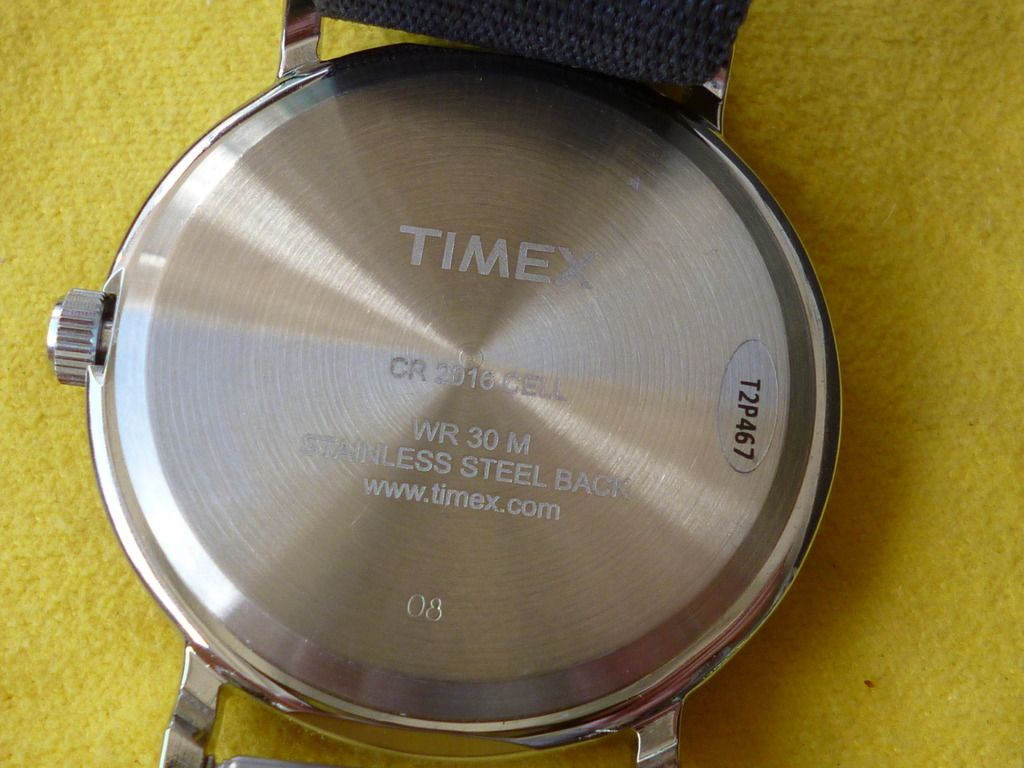 TIMEX
CR 2016 CELL
T2P467
WR 30 M
STAINLESS STEEL BACK
www.timex.com
08